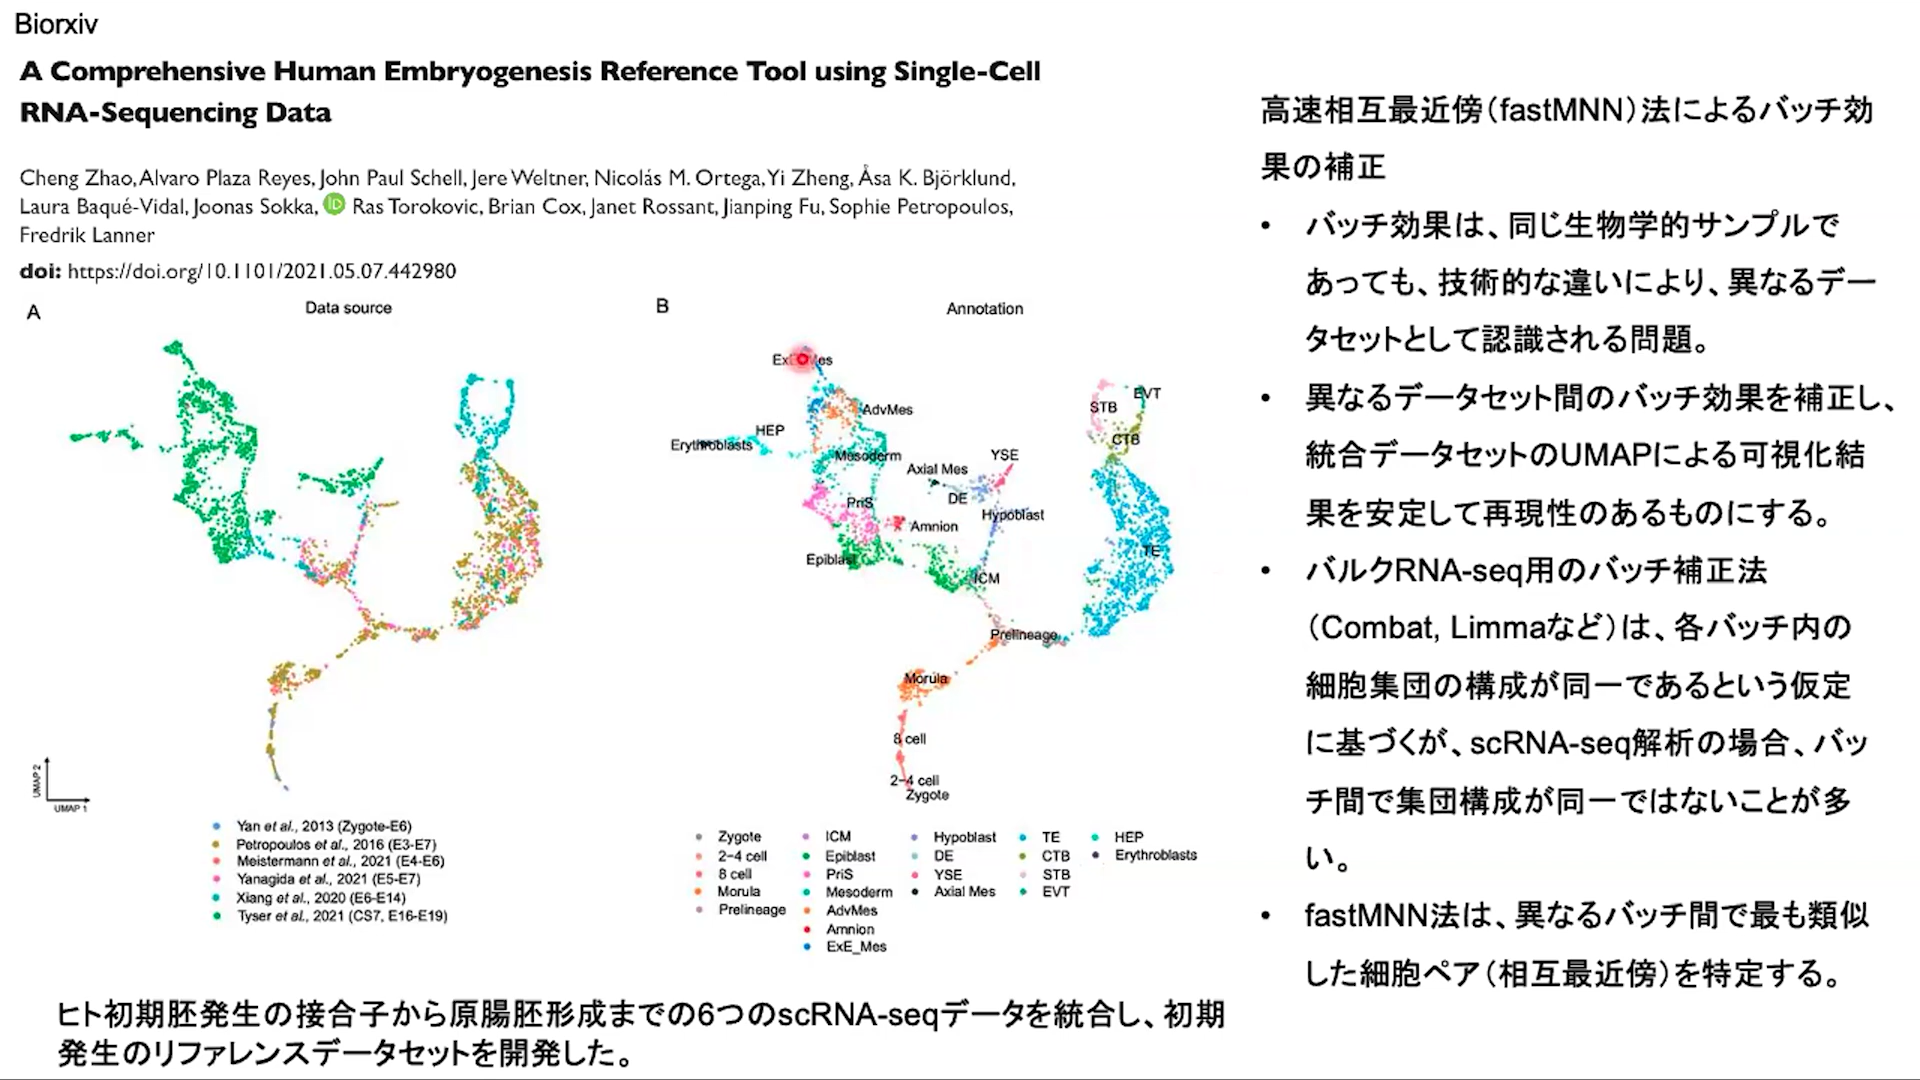 Biorxiv
A Comprehensive Human Embryogenesis Reference Tool using Single-Cell
RNA-Sequencing Data
Cheng Zhao, Alvaro Plaza Reyes, John Paul Schell, Jere Weltner, Nicolás M. Ortega, Yi Zheng, Åsa K. Björklund,
Laura Baqué-Vidal, Joonas Sokka, iD Ras Torokovic, Brian Cox, Janet Rossant, Jianping Fu, Sophie Petropoulos,
Fredrik Lanner
doi: https://doi.org/10.1101/2021.05.07.442980
A
Data source
UMAP 2
UMAP 1
Yan et al., 2013 (Zygote-E6)
Petropoulos et al., 2016 (E3-E7)
Meistermann et al., 2021 (E4-E6)
Yanagida et al., 2021 (E5-E7)
Xiang et al., 2020 (E6-E14)
Tyser et al., 2021 (CS7, E16-E19)
B
Annotation
ExE_Mes
AdvMes
HEP
Erythroblasts
Mesoderm
Axial Mes
YSE
DE
PriS
Amnion
Hypoblast
Epiblast
ICM
STB
EVT
CTB
TE
Prelineage
Morula
8 cell
2−4 cell
Zygote
Zygote
2−4 cell
8 cell
Morula
Prelineage
ICM
Epiblast
PriS
Mesoderm
AdvMes
Amnion
ExE_Mes
Hypoblast
DE
YSE
Axial Mes
TE
CTB
STB
EVT
HEP
Erythroblasts
ヒト初期胚発生の接合子から原腸胚形成までの6つのscRNA-seqデータを統合し、初期
発生のリファレンスデータセットを開発した。
高速相互最近傍（fastMNN）法によるバッチ効
果の補正
• バッチ効果は、同じ生物学的サンプルで
あっても、技術的な違いにより、異なるデー
タセットとして認識される問題。
• 異なるデータセット間のバッチ効果を補正し、
統合データセットのUMAPによる可視化結
果を安定して再現性のあるものにする。
• バルクRNA-seq用のバッチ補正法
（Combat, Limmaなど）は、各バッチ内の
細胞集団の構成が同一であるという仮定
に基づくが、scRNA-seq解析の場合、バッ
チ間で集団構成が同一ではないことが多
い。
• fastMNN法は、異なるバッチ間で最も類似
した細胞ペア（相互最近傍）を特定する。